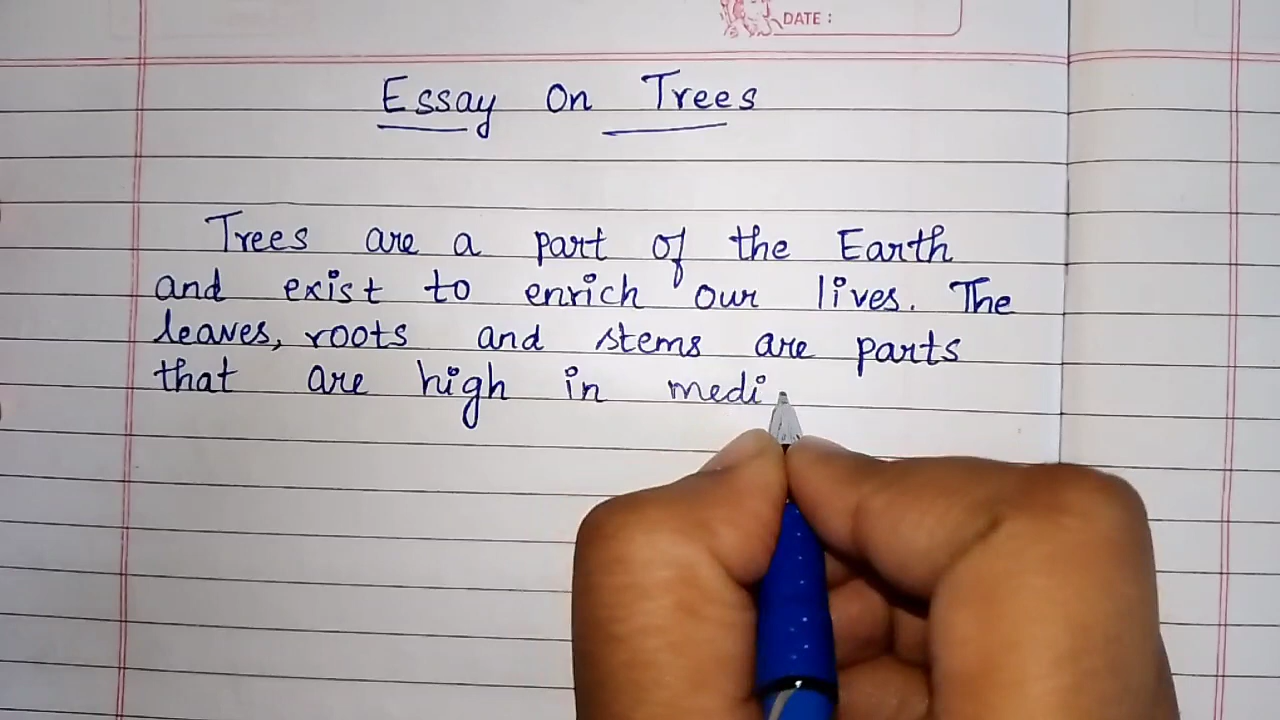 DATE :
Essay on Trees
Trees are a part of the Earth
and exist to enrich our lives. The
leaves, roots and stems are parts
that are high in medi